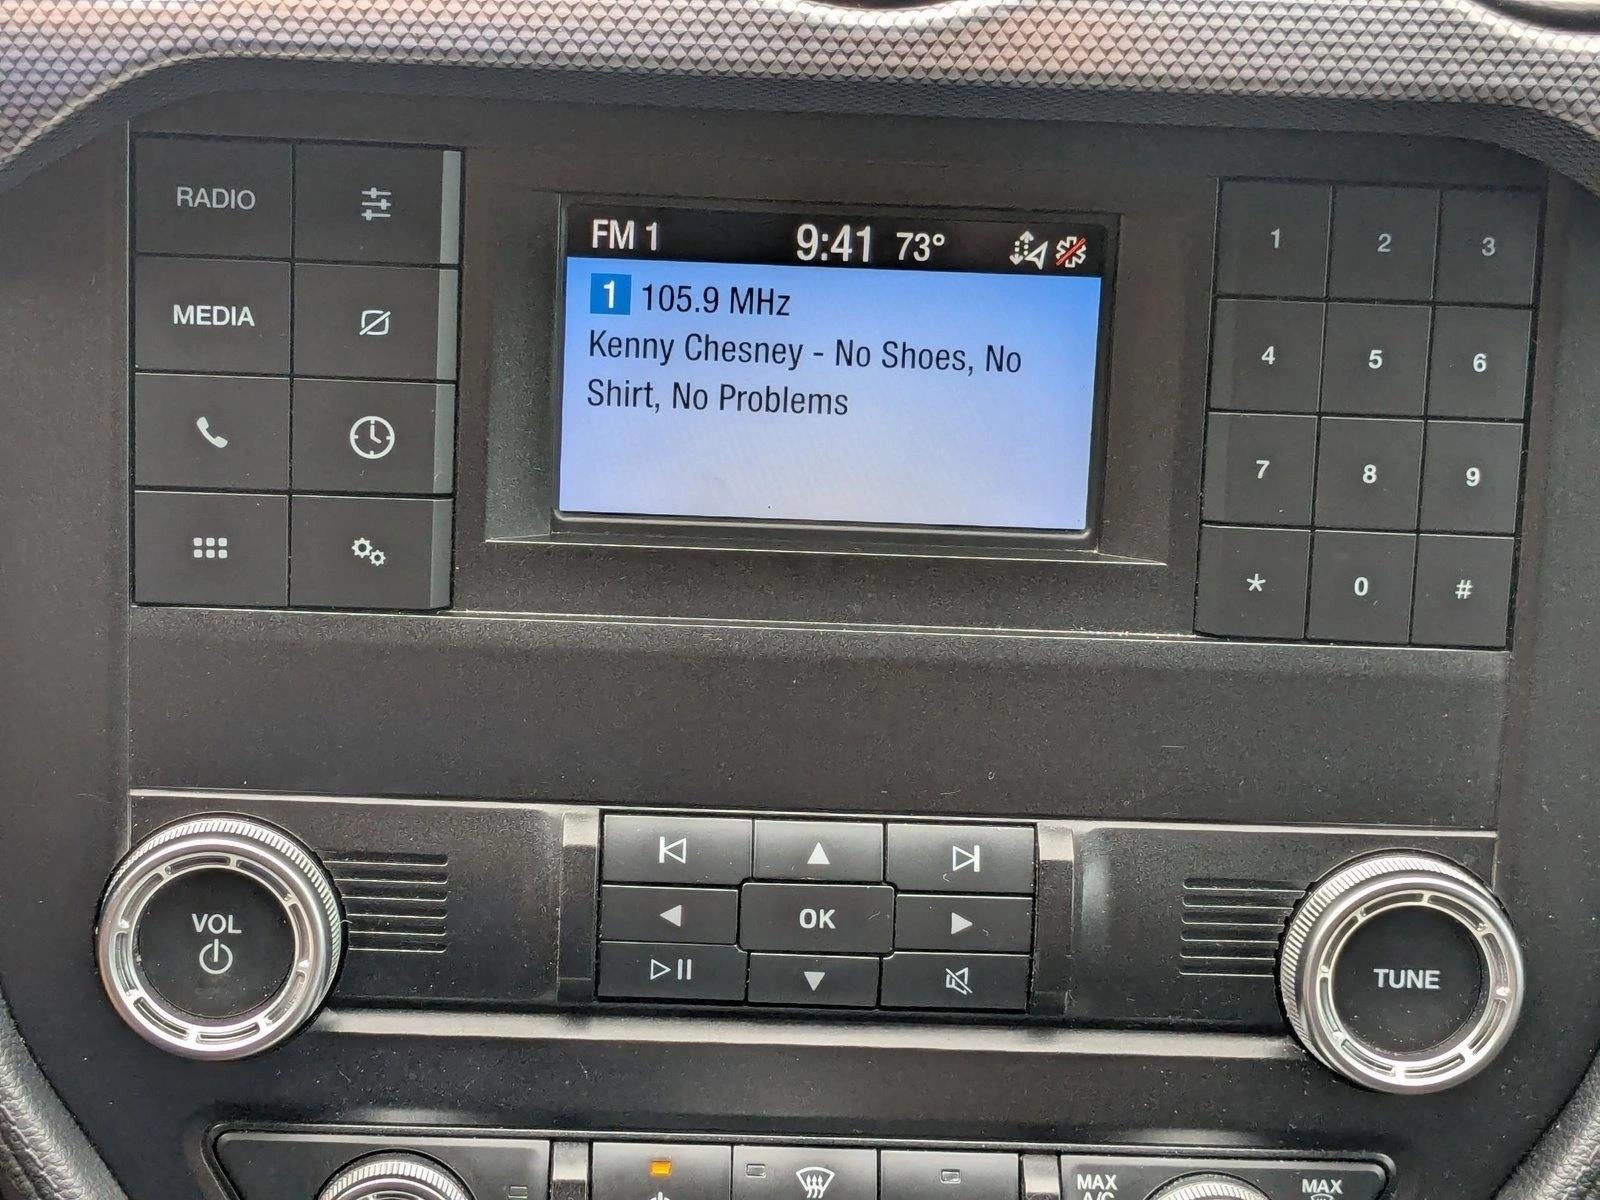 RADIO
MEDIA
FM 1 9:41 73°
1 105.9 MHz
Kenny Chesney - No Shoes, No
Shirt, No Problems
1 2 3
4 5 6
7 8 9
* 0 #
VOL
OK
TUNE
MAX
A/C
MAX